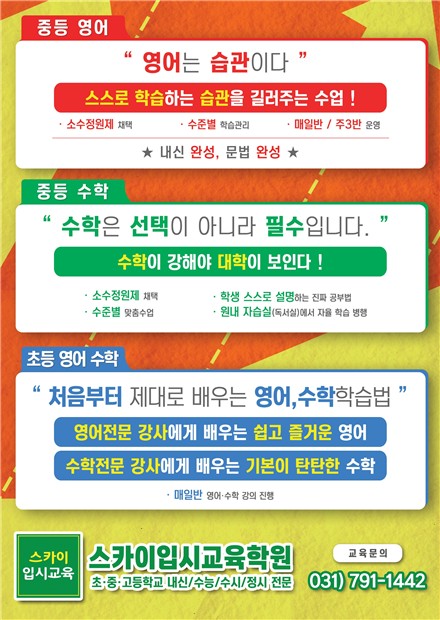 중등 영어
“ 영어는 습관이다 ”
스스로 학습하는 습관을 길러주는 수업 !
· 소수정원제 채택 · 수준별 학습관리 · 매일반 / 주3반 운영
★ 내신 완성, 문법 완성 ★
중등 수학
“ 수학은 선택이 아니라 필수입니다. ”
수학이 강해야 대학이 보인다 !
· 소수정원제 채택 · 학생 스스로 설명하는 진짜 공부법
· 수준별 맞춤수업 · 원내 자습실(독서실)에서 자율 학습 병행
초등 영어 수학
“ 처음부터 제대로 배우는 영어,수학학습법 ”
영어전문 강사에게 배우는 쉽고 즐거운 영어
수학전문 강사에게 배우는 기본이 탄탄한 수학
· 매일반 영어·수학 강의 진행
스카이
입시교육
스카이입시교육학원
초·중·고등학교 내신/수능/수시/정시 전문
교육문의
031) 791-1442